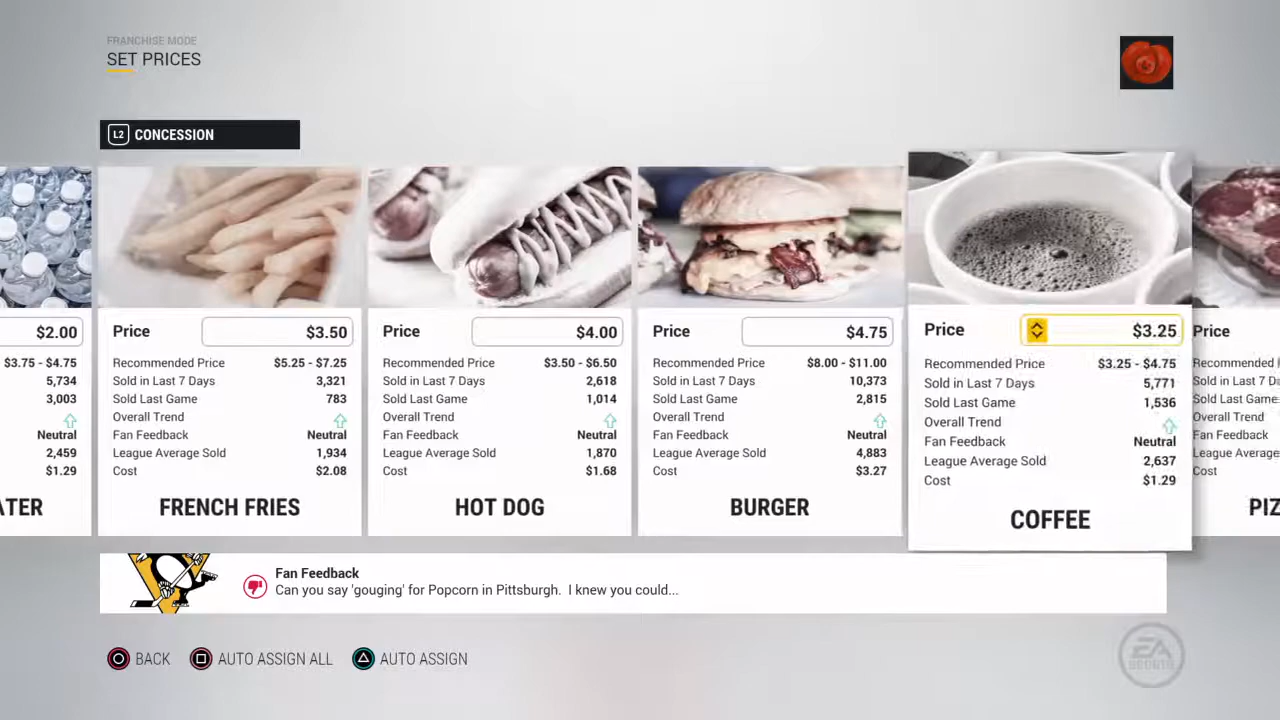 FRANCHISE MODE
SET PRICES
L2 CONCESSION
$2.00
$3.75 - $4.75
5,734
3,003
Neutral
2,459
$1.29
ATER
Price $3.50
Recommended Price $5.25 - $7.25
Sold in Last 7 Days 3,321
Sold Last Game 783
Overall Trend
Fan Feedback Neutral
League Average Sold 1,934
Cost $2.08
FRENCH FRIES
Price $4.00
Recommended Price $3.50 - $6.50
Sold in Last 7 Days 2,618
Sold Last Game 1,014
Overall Trend
Fan Feedback Neutral
League Average Sold 1,870
Cost $1.68
HOT DOG
Price $4.75
Recommended Price $8.00 - $11.00
Sold in Last 7 Days 10,373
Sold Last Game 2,815
Overall Trend
Fan Feedback Neutral
League Average Sold 4,883
Cost $3.27
BURGER
Price $3.25
Recommended Price $3.25 - $4.75
Sold in Last 7 Days 5,771
Sold Last Game 1,536
Overall Trend
Fan Feedback Neutral
League Average Sold 2,637
Cost $1.29
COFFEE
Price
Recommended
Sold in Last 7 D
Sold Last Game
Overall Trend
Fan Feedback
League Average
Cost
PIZ
Fan Feedback
Can you say 'gouging' for Popcorn in Pittsburgh. I knew you could...
BACK AUTO ASSIGN ALL AUTO ASSIGN
EA
SPORTS